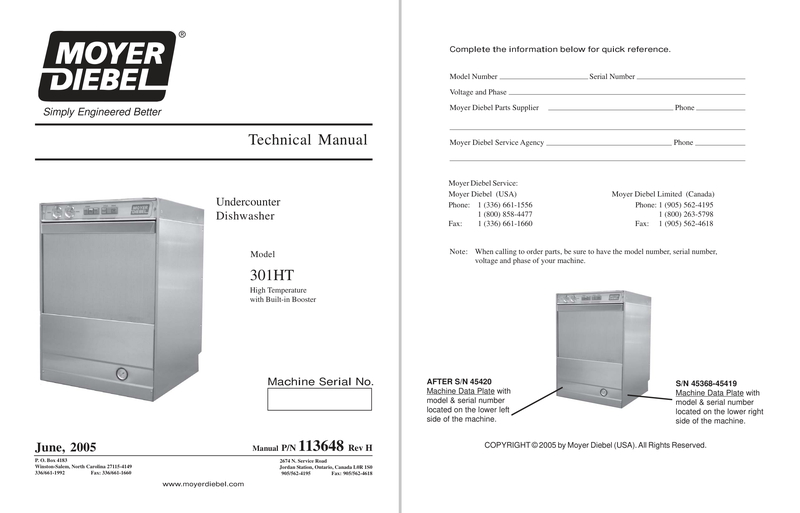 MOYER
DIEBEL
®
Simply Engineered Better
Technical Manual
MOYER
DIEBEL
Undercounter
Dishwasher
Model
301HT
High Temperature
with Built-in Booster
Machine Serial No.
June, 2005
Manual P/N 113648 Rev H
P. O. Box 4183
Winston/Salem, North Carolina 27115-4149
336/661-1992 Fax: 336/661-1660
2674 N. Service Road
Jordan Station, Ontario, Canada L0R 1S0
905/562-4195 Fax: 905/562-4618
www.moyerdiebel.com
Complete the information below for quick reference.
Model Number Serial Number
Voltage and Phase
Moyer Diebel Parts Supplier Phone
Moyer Diebel Service Agency Phone
Moyer Diebel Service:
Moyer Diebel (USA)
Phone: 1 (336) 661-1556
1 (800) 858-4477
Fax: 1 (336) 661-1660
Moyer Diebel Limited (Canada)
Phone: 1 (905) 562-4195
1 (800) 263-5798
Fax: 1 (905) 562-4618
Note: When calling to order parts, be sure to have the model number, serial number,
voltage and phase of your machine.
AFTER S/N 45420
Machine Data Plate with
model & serial number
located on the lower left
side of the machine.
S/N 45368-45419
Machine Data Plate with
model & serial number
located on the lower right
side of the machine.
COPYRIGHT © 2005 by Moyer Diebel (USA). All Rights Reserved.